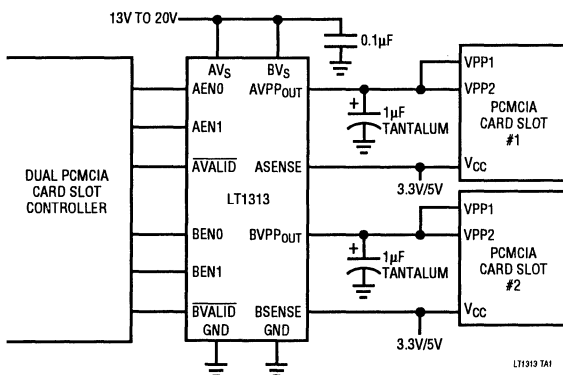 13V TO 20V
0.1µF
AVS
BVS
AEN0
AVPPOUT
AEN1
AVALID
ASENSE
LT1313
BEN0
BVPPOUT
BEN1
BVALID
BSENSE
GND
GND
DUAL PCMCIA
CARD SLOT
CONTROLLER
+
1µF
TANTALUM
3.3V/5V
VPP1
VPP2
PCMCIA
CARD SLOT
#1
VCC
+
1µF
TANTALUM
3.3V/5V
VPP1
VPP2
PCMCIA
CARD SLOT
#2
VCC
LT1313 TA1